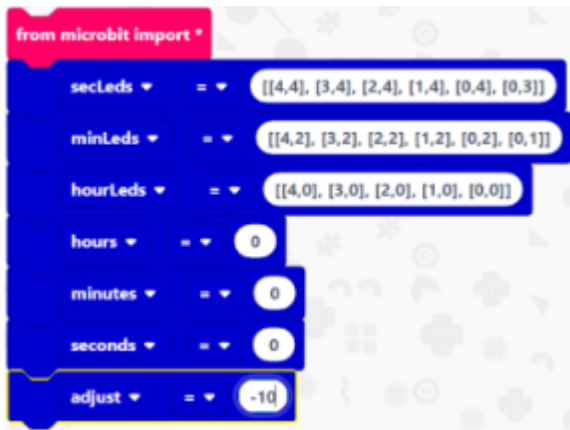 from microbit import *
secLeds = [[4,4], [3,4], [2,4], [1,4], [0,4], [0,3]]
minLeds = [[4,2], [3,2], [2,2], [1,2], [0,2], [0,1]]
hourLeds = [[4,0], [3,0], [2,0], [1,0], [0,0]]
hours = 0
minutes = 0
seconds = 0
adjust = -10